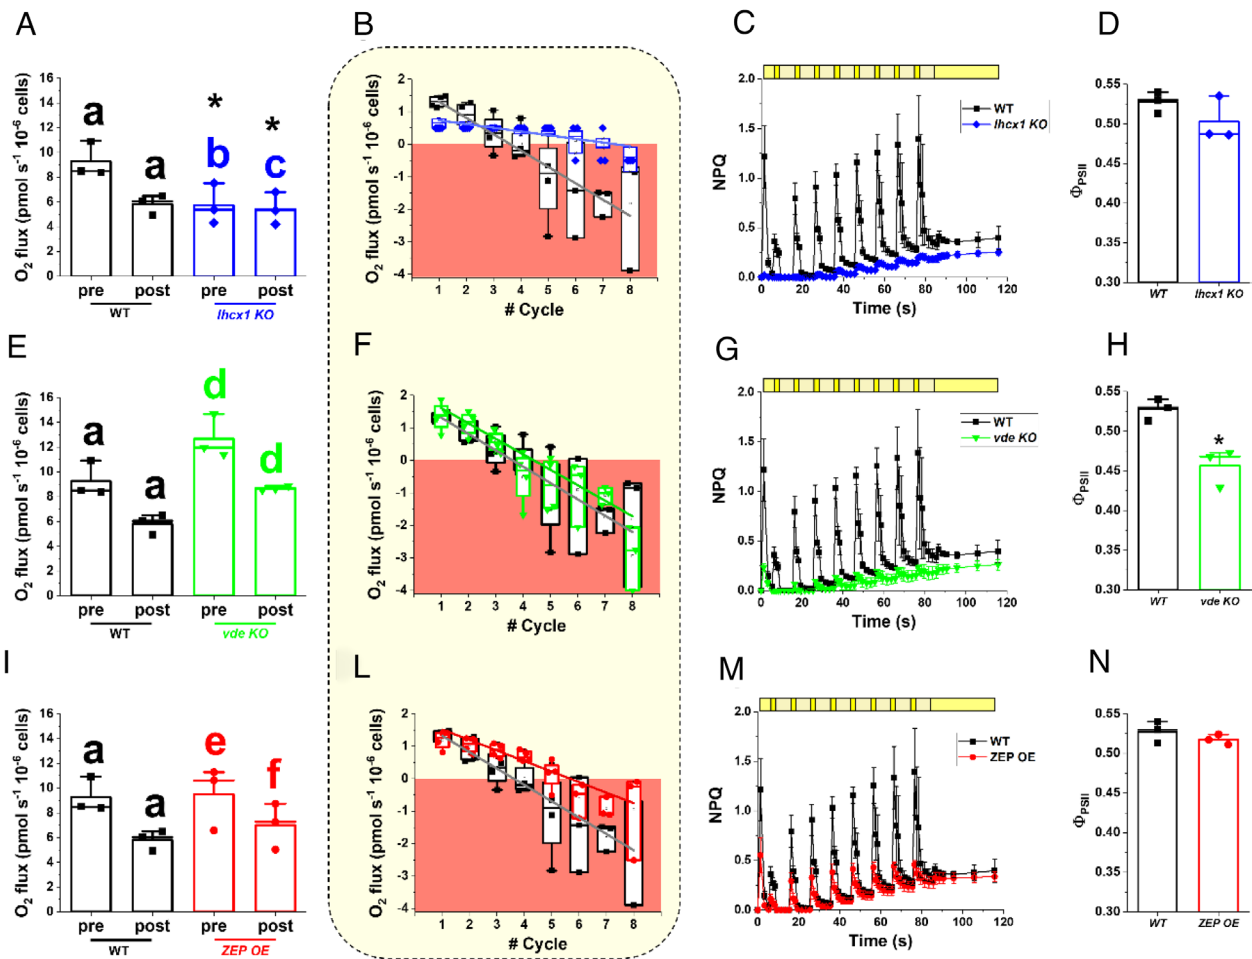 A
B
C
D
O2 flux (pmol s-1 10-6 cells)
16
14
12
10
8
6
4
2
0
a
a
*
b
*
c
pre
post
pre
post
WT
lhcx1 KO
O2 flux (pmol s-1 10-6 cells)
2
1
0
-1
-2
-3
-4
1 2 3 4 5 6 7 8
# Cycle
NPQ
2.0
1.5
1.0
0.5
0.0
WT
lhcx1 KO
0 20 40 60 80 100 120
Time (s)
ΦPSII
0.55
0.50
0.45
0.40
0.35
0.30
WT
lhcx1 KO
E
F
G
H
O2 flux (pmol s-1 10-6 cells)
16
14
12
10
8
6
4
2
0
a
a
d
d
pre
post
pre
post
WT
vde KO
O2 flux (pmol s-1 10-6 cells)
2
1
0
-1
-2
-3
-4
1 2 3 4 5 6 7 8
# Cycle
NPQ
2.0
1.5
1.0
0.5
0.0
WT
vde KO
0 20 40 60 80 100 120
Time (s)
ΦPSII
0.55
0.50
0.45
0.40
0.35
0.30
*
WT
vde KO
I
L
M
N
O2 flux (pmol s-1 10-6 cells)
16
14
12
10
8
6
4
2
0
a
a
e
f
pre
post
pre
post
WT
ZEP OE
O2 flux (pmol s-1 10-6 cells)
2
1
0
-1
-2
-3
-4
1 2 3 4 5 6 7 8
# Cycle
NPQ
2.0
1.5
1.0
0.5
0.0
WT
ZEP OE
0 20 40 60 80 100 120
Time (s)
ΦPSII
0.55
0.50
0.45
0.40
0.35
0.30
WT
ZEP OE